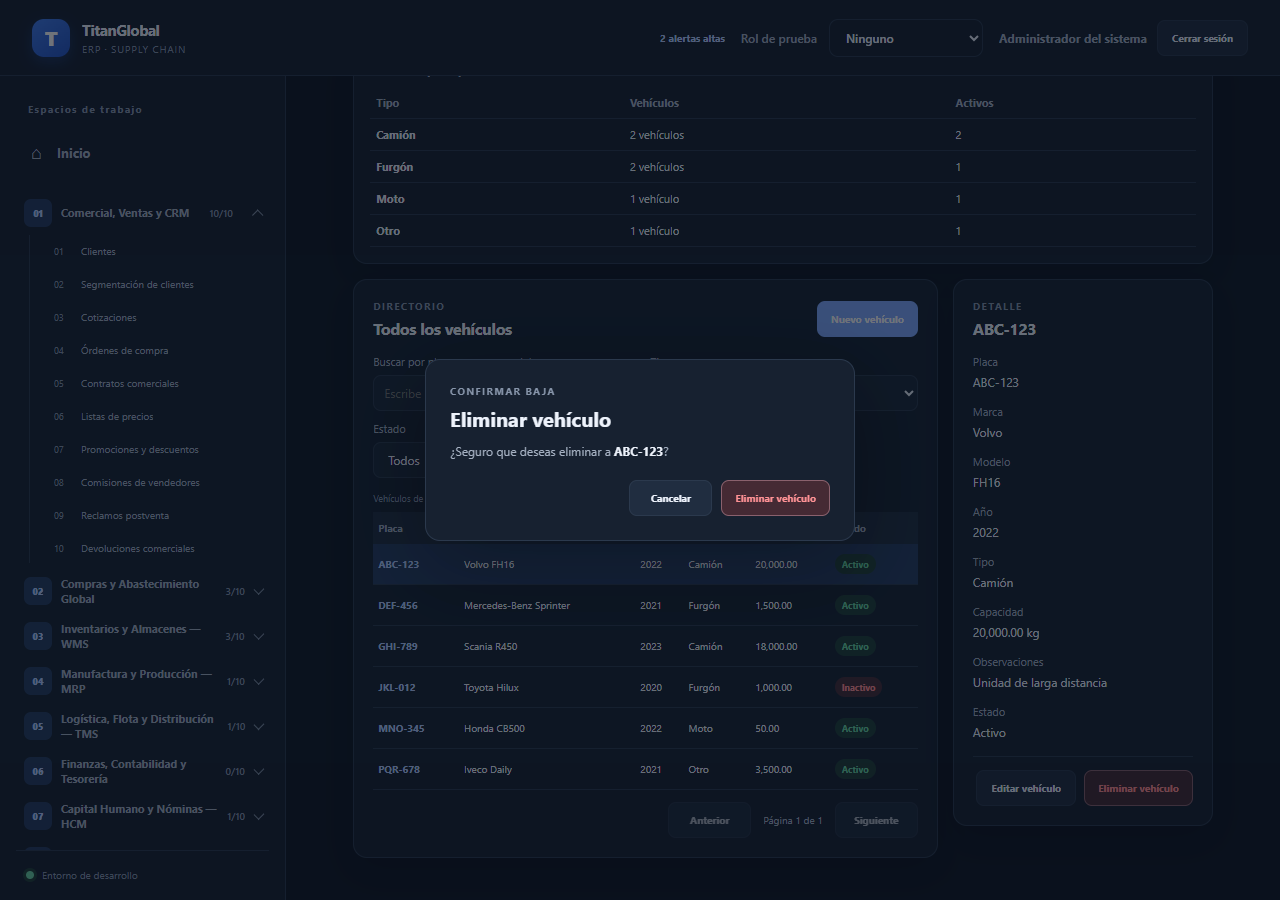 T
TitanGlobal
ERP · SUPPLY CHAIN
2 alertas altas
Rol de prueba
Ninguno
Administrador del sistema
Cerrar sesión
Espacios de trabajo
Inicio
01 Comercial, Ventas y CRM 10/10
01 Clientes
02 Segmentación de clientes
03 Cotizaciones
04 Órdenes de compra
05 Contratos comerciales
06 Listas de precios
07 Promociones y descuentos
08 Comisiones de vendedores
09 Reclamos postventa
10 Devoluciones comerciales
02 Compras y Abastecimiento Global 3/10
03 Inventarios y Almacenes — WMS 3/10
04 Manufactura y Producción — MRP 1/10
05 Logística, Flota y Distribución — TMS 1/10
06 Finanzas, Contabilidad y Tesorería 0/10
07 Capital Humano y Nóminas — HCM 1/10
Entorno de desarrollo
Tipo Vehículos Activos
Camión 2 vehículos 2
Furgón 2 vehículos 1
Moto 1 vehículo 1
Otro 1 vehículo 1
DIRECTORIO
Todos los vehículos
Nuevo vehículo
Buscar por
Escribe
Estado
Todos
Vehículos de
Placa
ABC-123 Volvo FH16 2022 Camión 20,000.00 Activo
DEF-456 Mercedes-Benz Sprinter 2021 Furgón 1,500.00 Activo
GHI-789 Scania R450 2023 Camión 18,000.00 Activo
JKL-012 Toyota Hilux 2020 Furgón 1,000.00 Inactivo
MNO-345 Honda CB500 2022 Moto 50.00 Activo
PQR-678 Iveco Daily 2021 Otro 3,500.00 Activo
Anterior Página 1 de 1 Siguiente
CONFIRMAR BAJA
Eliminar vehículo
¿Seguro que deseas eliminar a ABC-123?
Cancelar Eliminar vehículo
DETALLE
ABC-123
Placa
ABC-123
Marca
Volvo
Modelo
FH16
Año
2022
Tipo
Camión
Capacidad
20,000.00 kg
Observaciones
Unidad de larga distancia
Estado
Activo
Editar vehículo Eliminar vehículo